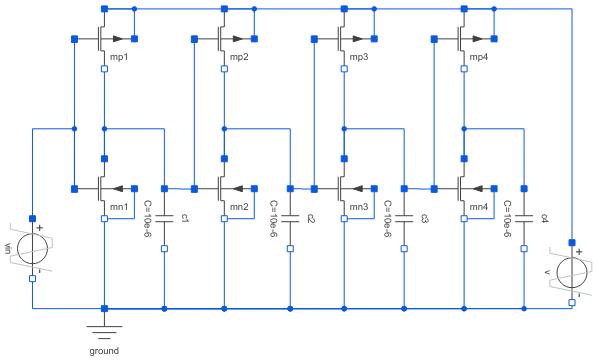 mp1
mp2
mp3
mp4
mn1
mn2
mn3
mn4
C=10e-6
c1
C=10e-6
c2
C=10e-6
c3
C=10e-6
c4
vin
+
-
v
+
-
ground